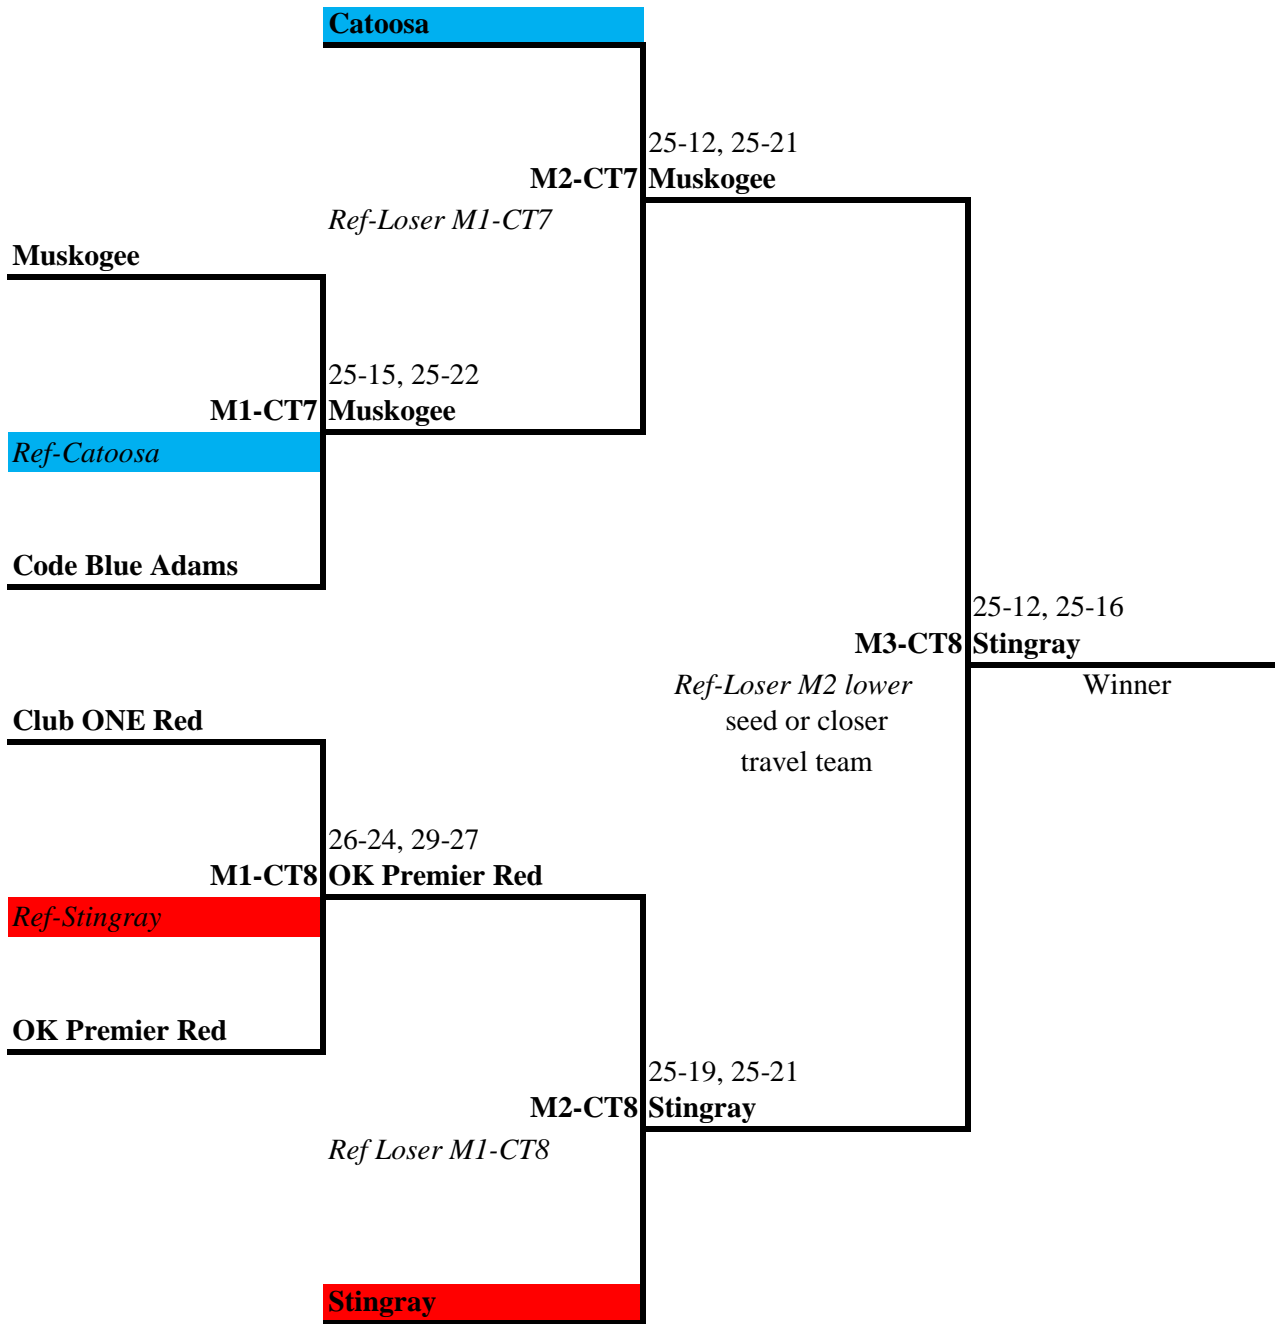 Catoosa
25-12, 25-21
M2-CT7 Muskogee
Ref-Loser M1-CT7
Muskogee
25-15, 25-22
M1-CT7 Muskogee
Ref-Catoosa
Code Blue Adams
25-12, 25-16
M3-CT8 Stingray
Ref-Loser M2 lower
Winner
seed or closer
travel team
Club ONE Red
26-24, 29-27
M1-CT8 OK Premier Red
Ref-Stingray
OK Premier Red
25-19, 25-21
M2-CT8 Stingray
Ref Loser M1-CT8
Stingray